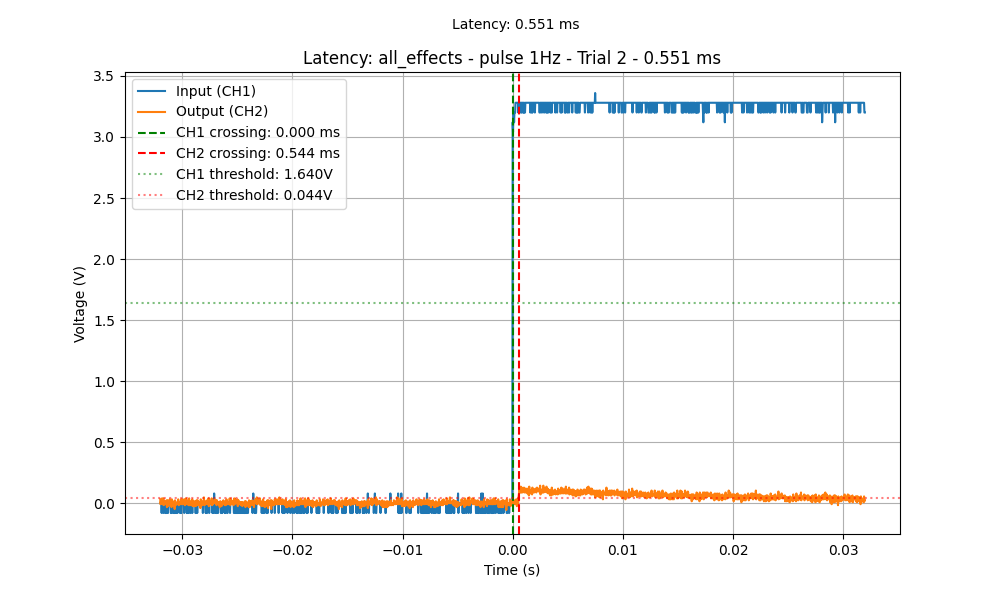 Latency: 0.551 ms
Latency: all_effects - pulse 1Hz - Trial 2 - 0.551 ms
Input (CH1)
Output (CH2)
CH1 crossing: 0.000 ms
CH2 crossing: 0.544 ms
CH1 threshold: 1.640V
CH2 threshold: 0.044V
3.5
3.0
2.5
2.0
1.5
1.0
0.5
0.0
Voltage (V)
−0.03 −0.02 −0.01 0.00 0.01 0.02 0.03
Time (s)